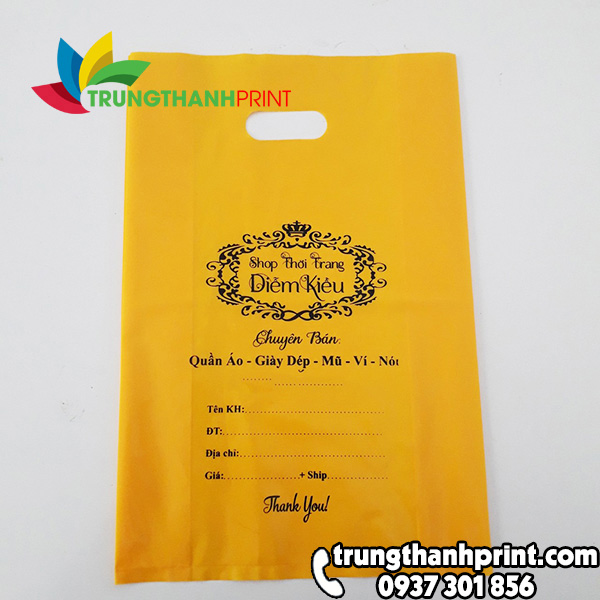 TRUNGTHANHPRINT
Shop Thời Trang
Diễm Kiều
Chuyên Bán:
Quần Áo - Giày Dép - Mũ - Ví - Nón
Tên KH:
ĐT:
Địa chỉ:
Giá: + Ship
Thank You!
trungthanhprint.com
0937 301 856